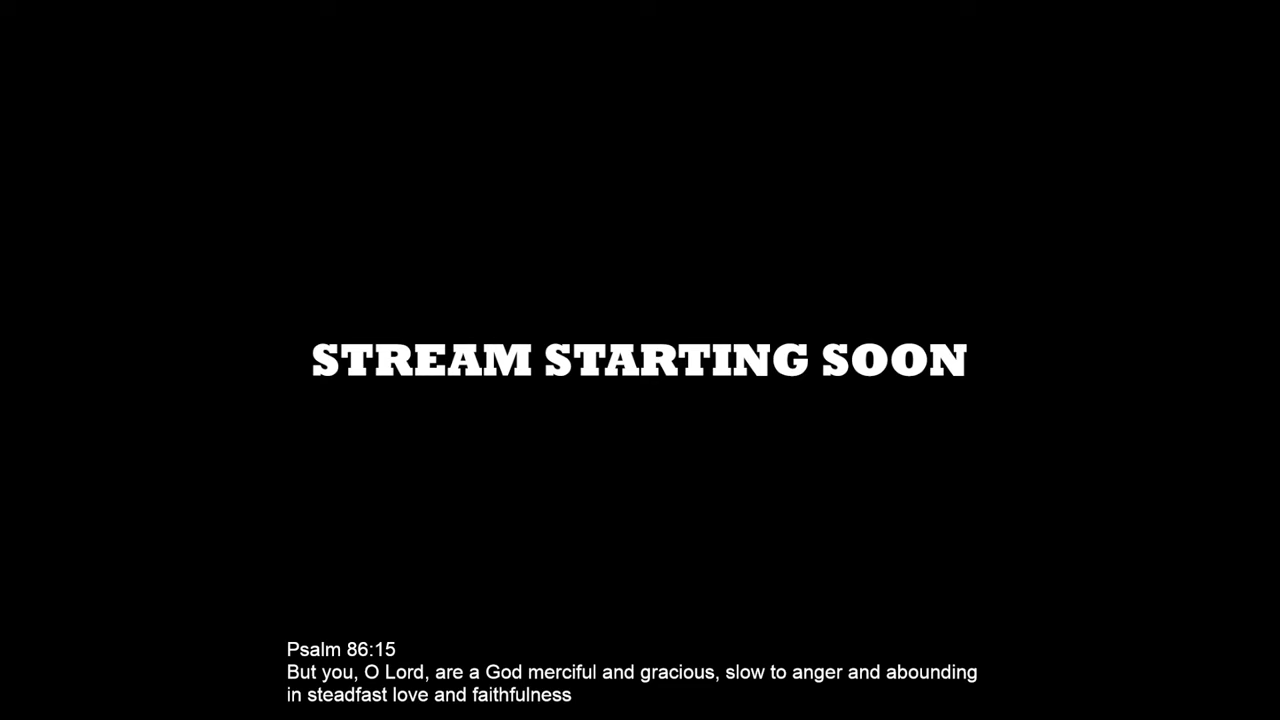 STREAM STARTING SOON
Psalm 86:15
But you, O Lord, are a God merciful and gracious, slow to anger and abounding
in steadfast love and faithfulness